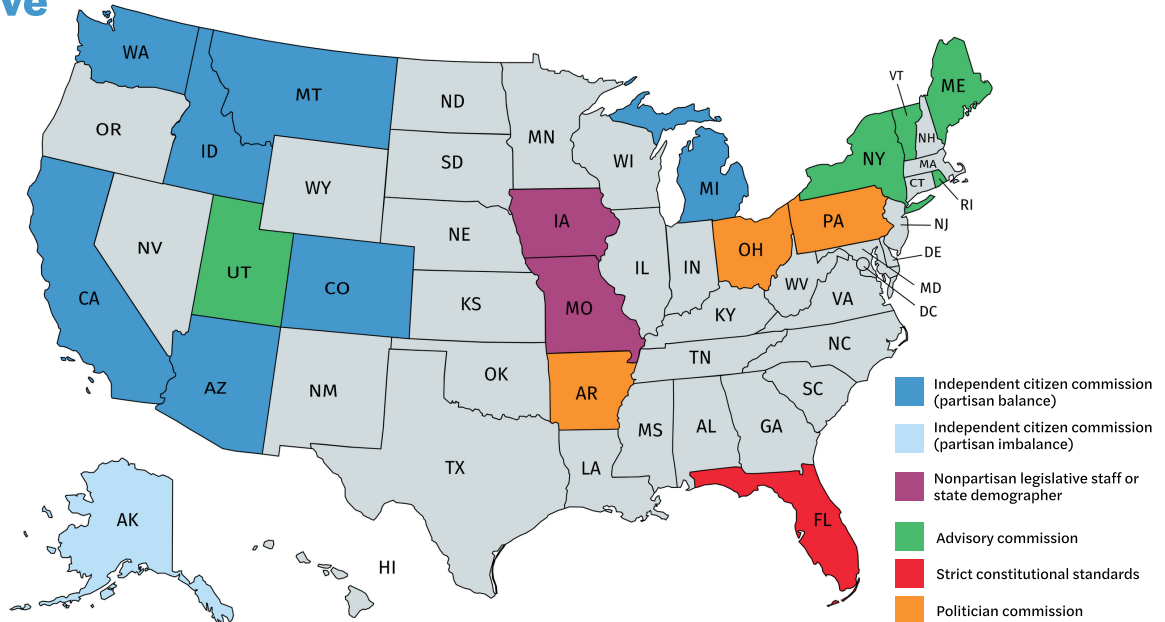 ve
WA
MT
ND
MN
VT
ME
OR
ID
SD
WI
MI
NY
NH
MA
CT
RI
WY
IA
PA
NJ
NV
UT
CO
NE
IL
IN
OH
WV
VA
DE
MD
DC
CA
KS
MO
KY
AZ
NM
OK
AR
TN
NC
SC
MS
AL
GA
TX
LA
FL
AK
HI
Independent citizen commission
(partisan balance)
Independent citizen commission
(partisan imbalance)
Nonpartisan legislative staff or
state demographer
Advisory commission
Strict constitutional standards
Politician commission